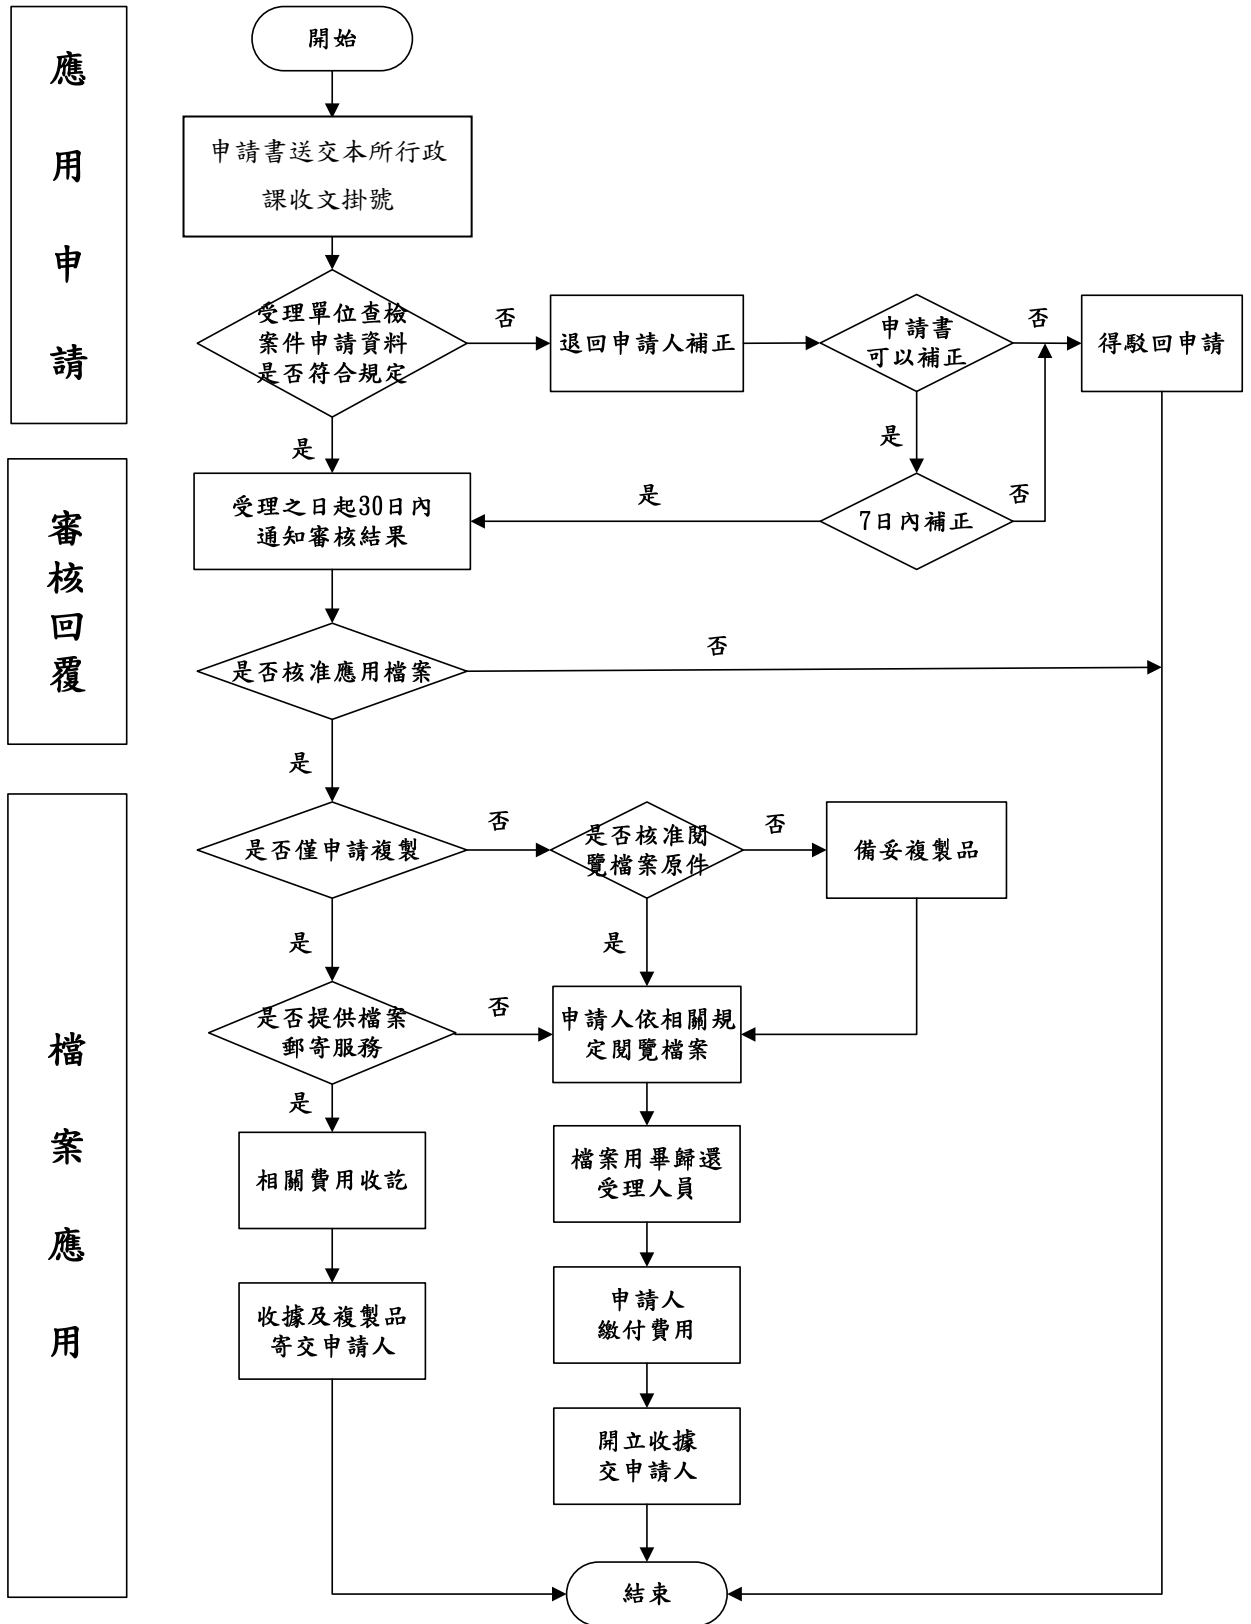 應用申請
開始
申請書送交本所行政
課收文掛號
受理單位查檢
案件申請資料
是否符合規定
否
退回申請人補正
申請書
可以補正
否
得駁回申請
是
是
審核回覆
受理之日起30日內
通知審核結果
是
7日內補正
否
是否核准應用檔案
否
是
檔案應用
是否僅申請複製
否
是否核准閱
覽檔案原件
否
備妥複製品
是
是
是否提供檔案
郵寄服務
否
申請人依相關規
定閱覽檔案
是
相關費用收訖
檔案用畢歸還
受理人員
收據及複製品
寄交申請人
申請人
繳付費用
開立收據
交申請人
結束